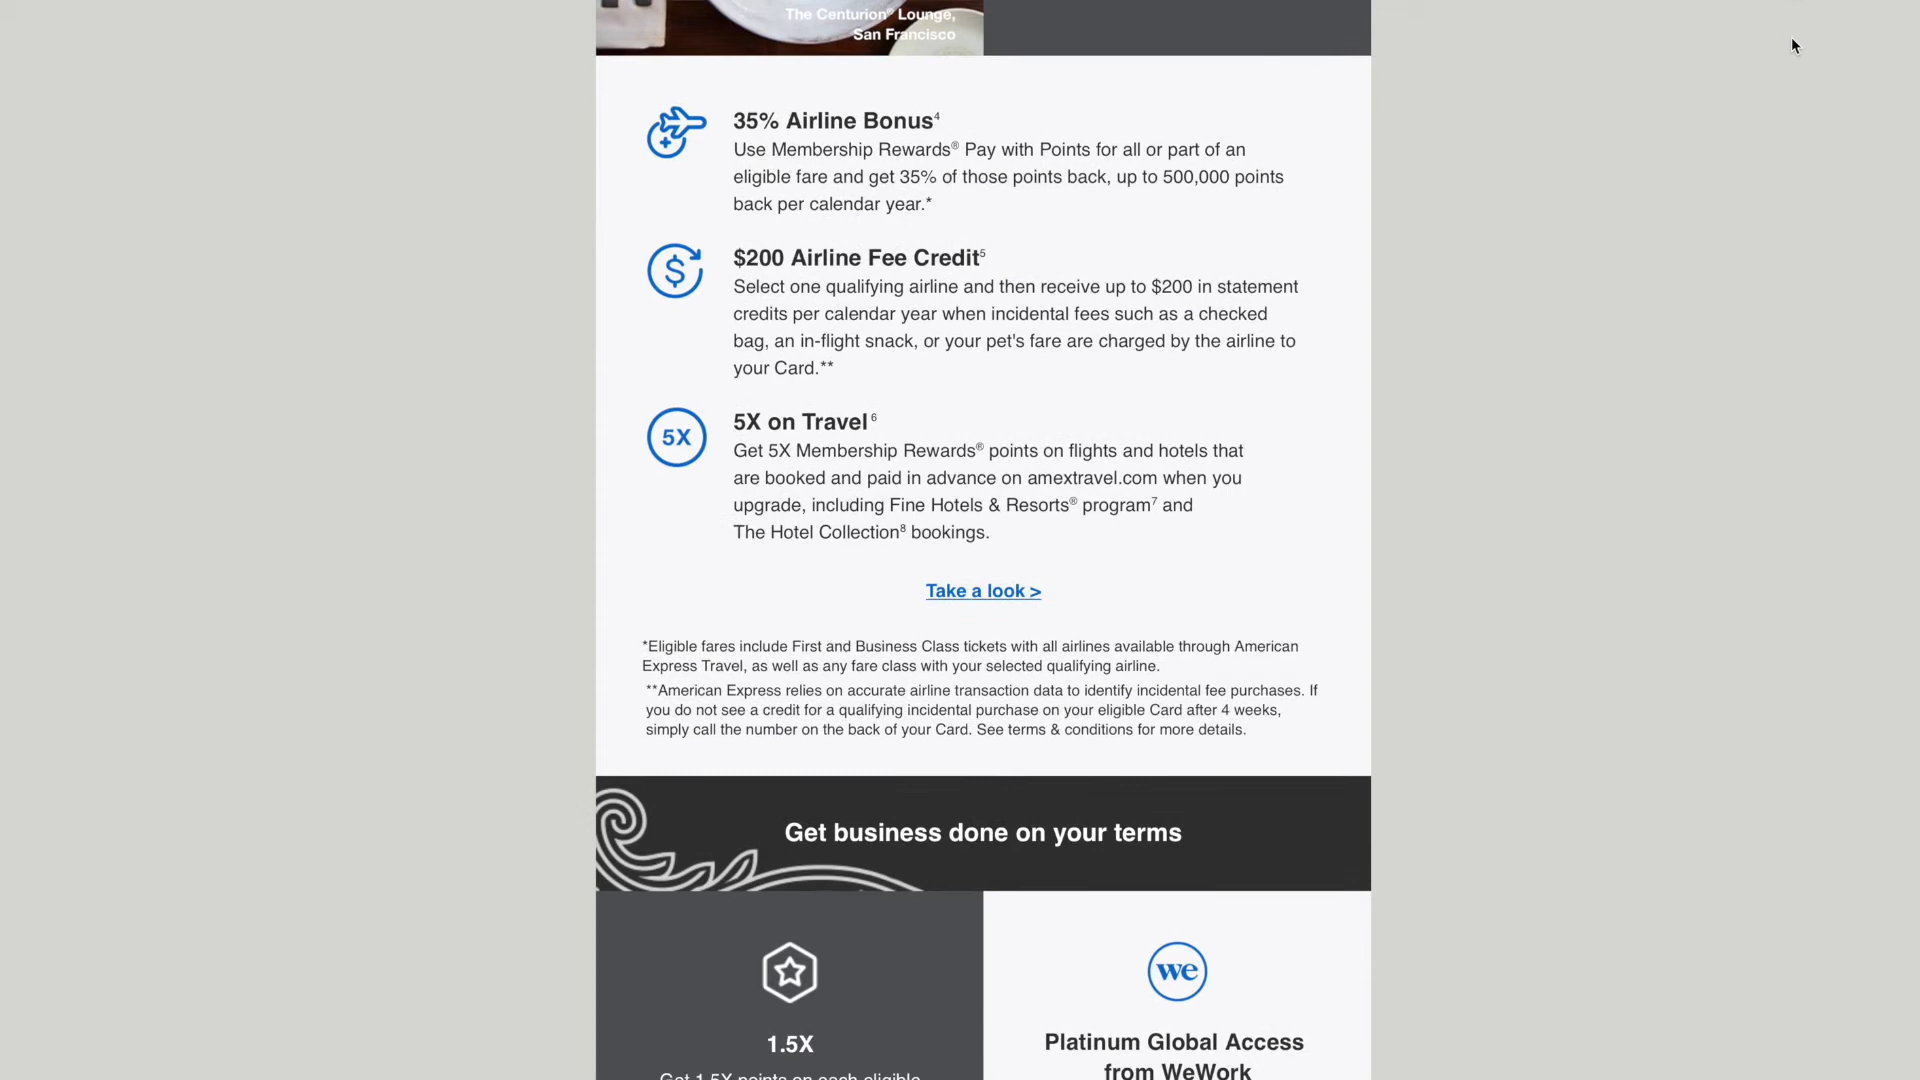 The Centurion® Lounge,
San Francisco
35% Airline Bonus4
Use Membership Rewards® Pay with Points for all or part of an
eligible fare and get 35% of those points back, up to 500,000 points
back per calendar year.*
$200 Airline Fee Credit5
Select one qualifying airline and then receive up to $200 in statement
credits per calendar year when incidental fees such as a checked
bag, an in-flight snack, or your pet's fare are charged by the airline to
your Card.**
5X
5X on Travel6
Get 5X Membership Rewards® points on flights and hotels that
are booked and paid in advance on amextravel.com when you
upgrade, including Fine Hotels & Resorts® program7 and
The Hotel Collection8 bookings.
Take a look >
*Eligible fares include First and Business Class tickets with all airlines available through American
Express Travel, as well as any fare class with your selected qualifying airline.
**American Express relies on accurate airline transaction data to identify incidental fee purchases. If
you do not see a credit for a qualifying incidental purchase on your eligible Card after 4 weeks,
simply call the number on the back of your Card. See terms & conditions for more details.
Get business done on your terms
1.5X
Get 1.5X points on each eligible
we
Platinum Global Access
from WeWork